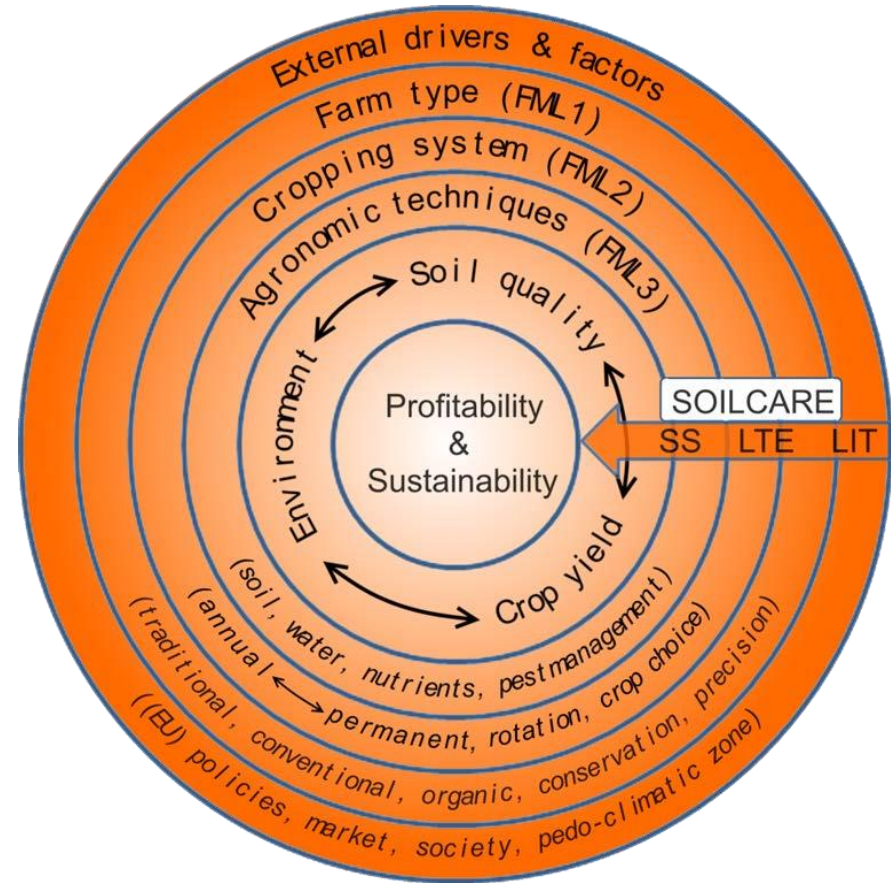 External drivers & factors
Farm type (FML1)
Cropping system (FML2)
Agronomic techniques (FML3)
Soil quality
Environment
Profitability
&
Sustainability
SOILCARE
SS LTE LIT
Crop yield
(soil, water, nutrients, pestmanagement)
(annual ⟷ permanent, rotation, crop choice)
(traditional, conventional, organic, conservation, precision)
((EU) policies, market, society, pedo-climatic zone)